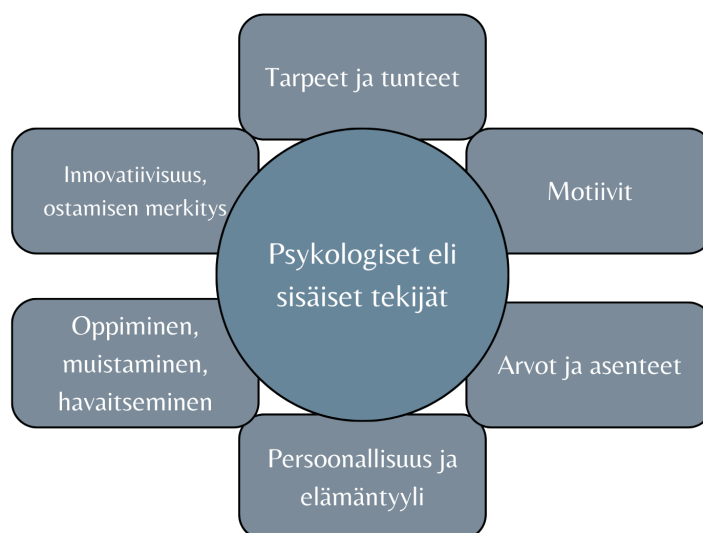 Tarpeet ja tunteet
Innovatiivisuus,
ostamisen merkitys
Motiivit
Psykologiset eli
sisäiset tekijät
Oppiminen,
muistaminen,
havaitseminen
Arvot ja asenteet
Persoonallisuus ja
elämäntyyli